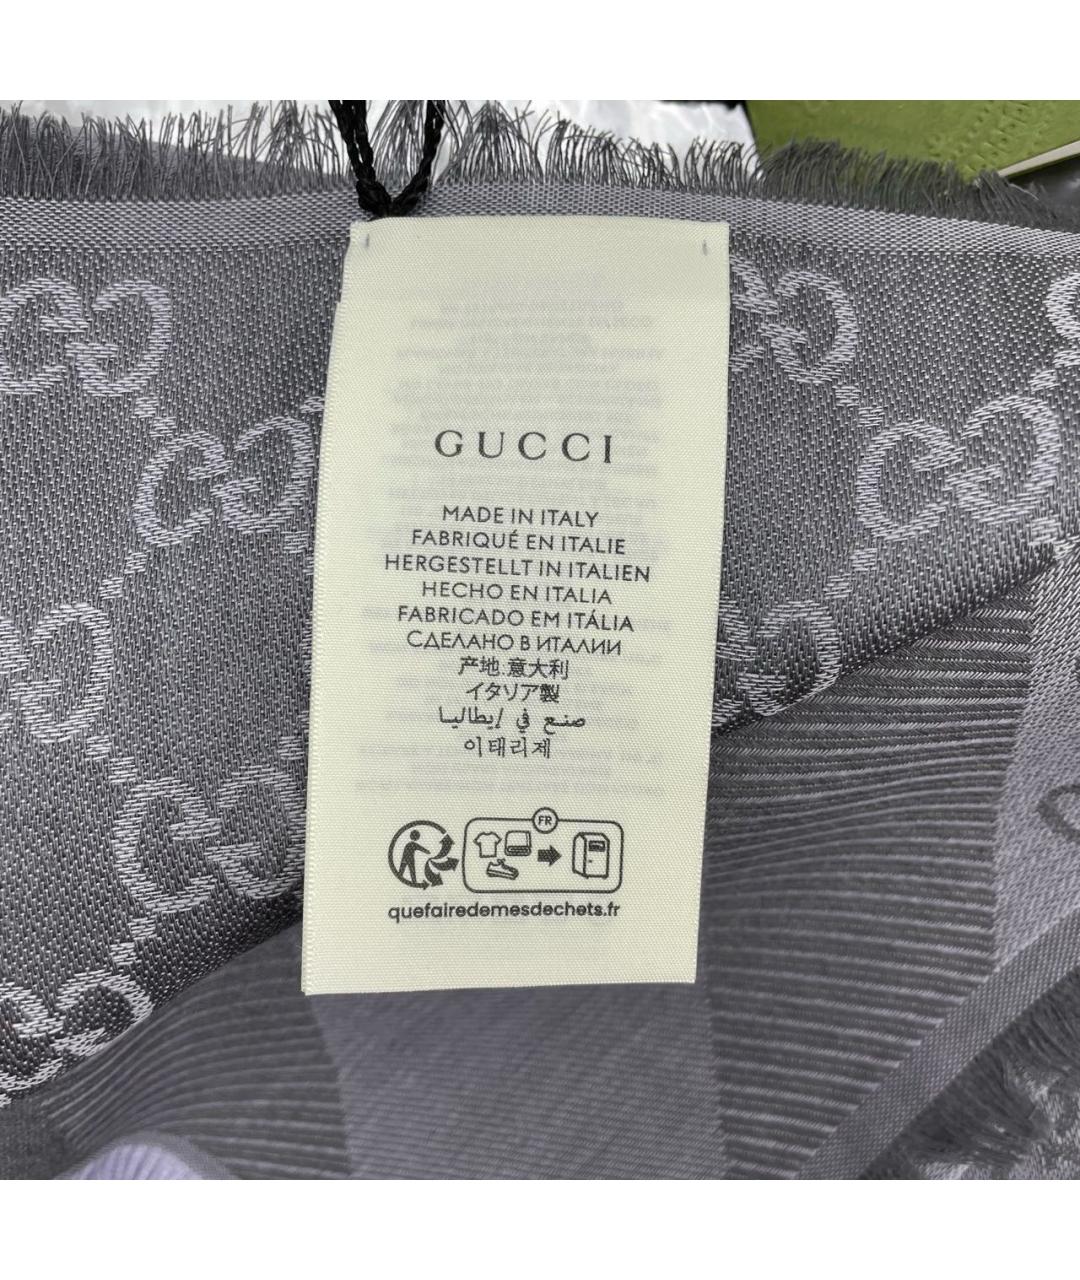 GUCCI
MADE IN ITALY
FABRIQUÉ EN ITALIE
HERGESTELLT IN ITALIEN
HECHO EN ITALIA
FABRICADO EM ITÁLIA
СДЕЛАНО В ИТАЛИИ
产地:意大利
イタリア製
صنع في إيطاليا
이태리제
FR
quefairedemesdechets.fr